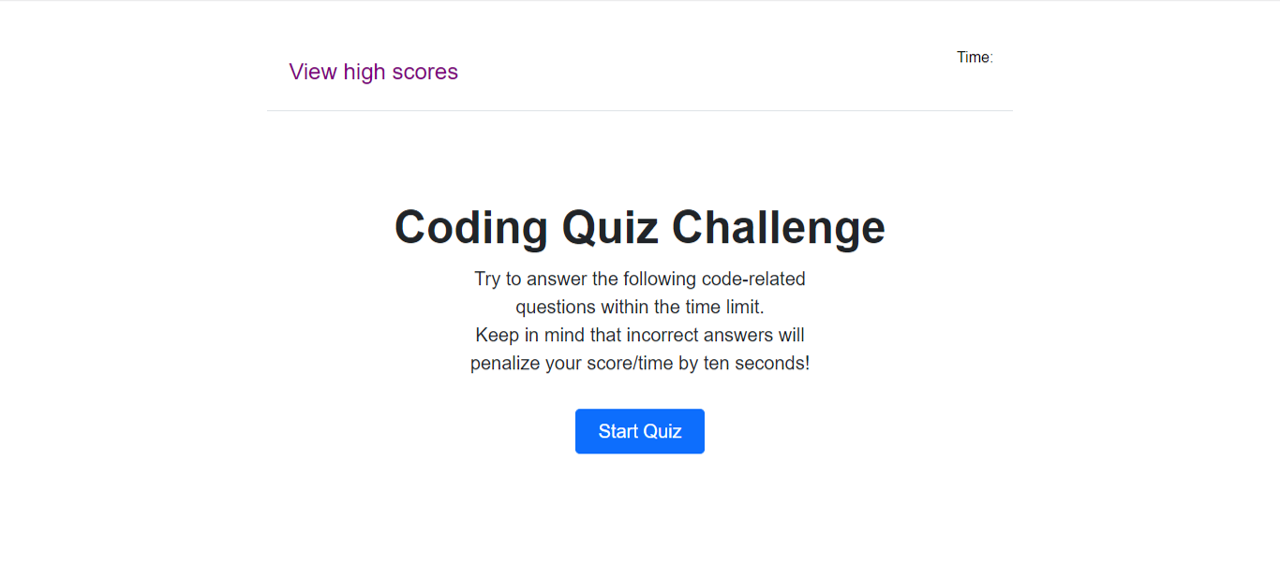 View high scores
Time:
Coding Quiz Challenge
Try to answer the following code-related
questions within the time limit.
Keep in mind that incorrect answers will
penalize your score/time by ten seconds!
Start Quiz